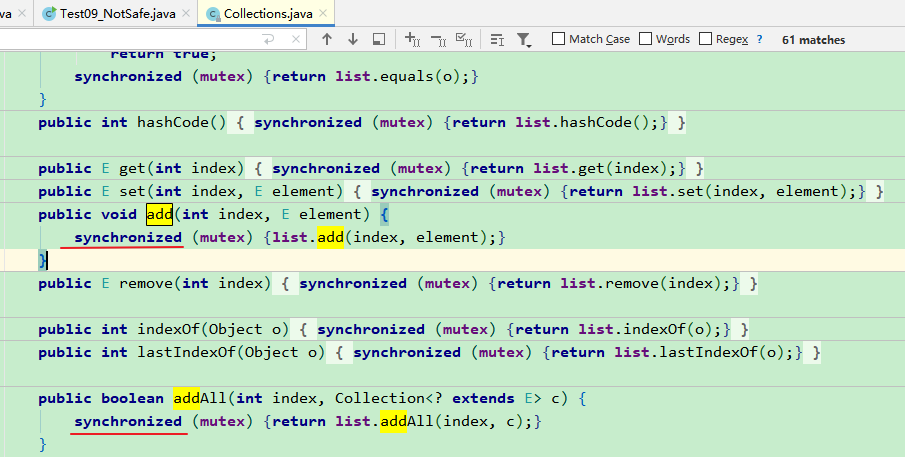 va Test09_NotSafe.java Collections.java
Match Case Words Regex ? 61 matches
return true;
synchronized (mutex) {return list.equals(o);}
}
public int hashCode() { synchronized (mutex) {return list.hashCode();} }
public E get(int index) { synchronized (mutex) {return list.get(index);} }
public E set(int index, E element) { synchronized (mutex) {return list.set(index, element);} }
public void add(int index, E element) {
synchronized (mutex) {list.add(index, element);}
}
public E remove(int index) { synchronized (mutex) {return list.remove(index);} }
public int indexOf(Object o) { synchronized (mutex) {return list.indexOf(o);} }
public int lastIndexOf(Object o) { synchronized (mutex) {return list.lastIndexOf(o);} }
public boolean addAll(int index, Collection<? extends E> c) {
synchronized (mutex) {return list.addAll(index, c);}
}